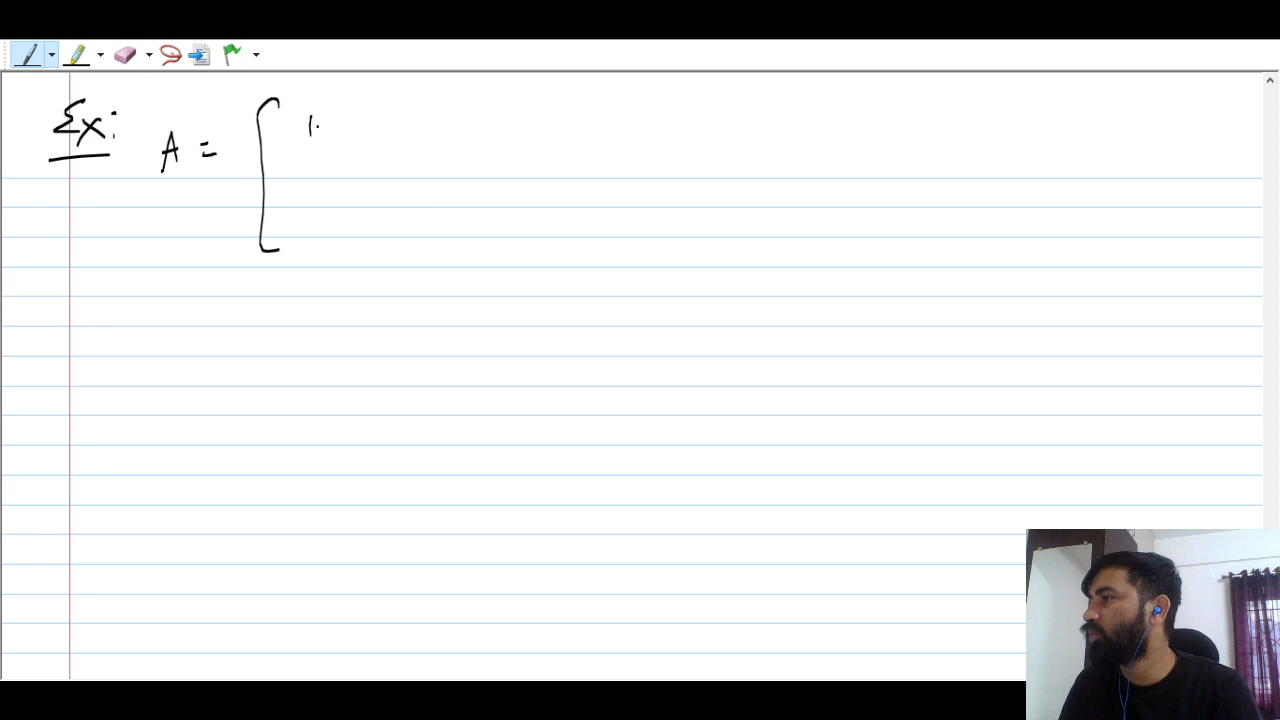 Ex: A = [ 1.